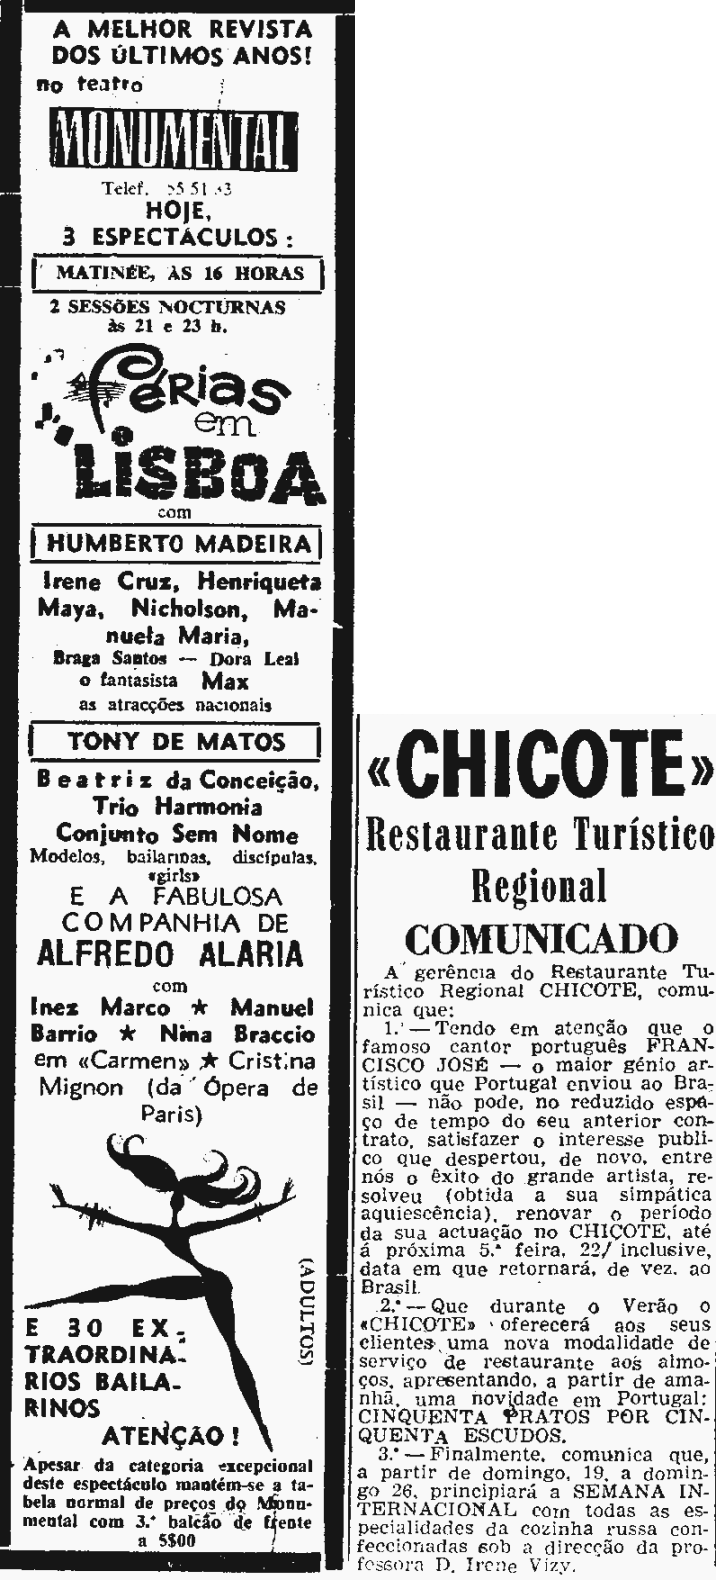 A MELHOR REVISTA
DOS ÚLTIMOS ANOS!
no teatro
MONUMENTAL
Telef. 55 51
HOJE,
3 ESPECTÁCULOS:
MATINÉE, ÀS 16 HORAS
2 SESSÕES NOCTURNAS
às 21 e 23 h.
Férias
em
LISBOA
com
HUMBERTO MADEIRA
Irene Cruz, Henriqueta
Maya, Nicholson, Ma-
nuela Maria,
Braga Santos — Dora Leal
o fantasista Max
as atracções nacionais
TONY DE MATOS
Beatriz da Conceição,
Trio Harmonia
Conjunto Sem Nome
Modelos, bailarinas, discípulas,
«girls»
E A FABULOSA
COMPANHIA DE
ALFREDO ALARIA
com
Inez Marco ★ Manuel
Barrio ★ Nina Braccio
em «Carmen» ★ Cristina
Mignon (da Ópera de
Paris)
(ADULTOS)
E 30 EX-
TRAORDINÁ-
RIOS BAILA-
RINOS
ATENÇÃO!
Apesar da categoria excepcional
deste espectáculo mantém-se a ta-
bela normal de preços do Monu-
mental com 3.º balcão de frente
a 5$00
«CHICOTE»
Restaurante Turístico
Regional
COMUNICADO
A gerência do Restaurante Tu-
rístico Regional CHICOTE, comu-
nica que:
1.º — Tendo em atenção que o
famoso cantor português FRAN-
CISCO JOSÉ — o maior génio ar-
tístico que Portugal enviou ao Bra-
sil — não pode, no reduzido espa-
ço de tempo do seu anterior con-
trato, satisfazer o interesse públi-
co que despertou, de novo, entre
nós o êxito do grande artista, re-
solveu (obtida a sua simpática
aquiescência), renovar o período
da sua actuação no CHICOTE, até
á próxima 5.ª feira, 22/ inclusive,
data em que retornará, de vez, ao
Brasil.
2.º — Que durante o Verão o
«CHICOTE» oferecerá aos seus
clientes uma nova modalidade de
serviço de restaurante aos almo-
ços, apresentando, a partir de ama-
nhã, uma novidade em Portugal:
CINQUENTA PRATOS POR CIN-
QUENTA ESCUDOS.
3.º — Finalmente, comunica que,
a partir de domingo, 19, a domin-
go 26, principiará a SEMANA IN-
TERNACIONAL com todas as es-
pecialidades da cozinha russa con-
feccionadas sob a direcção da pro-
fessora D. Irene Vizy.